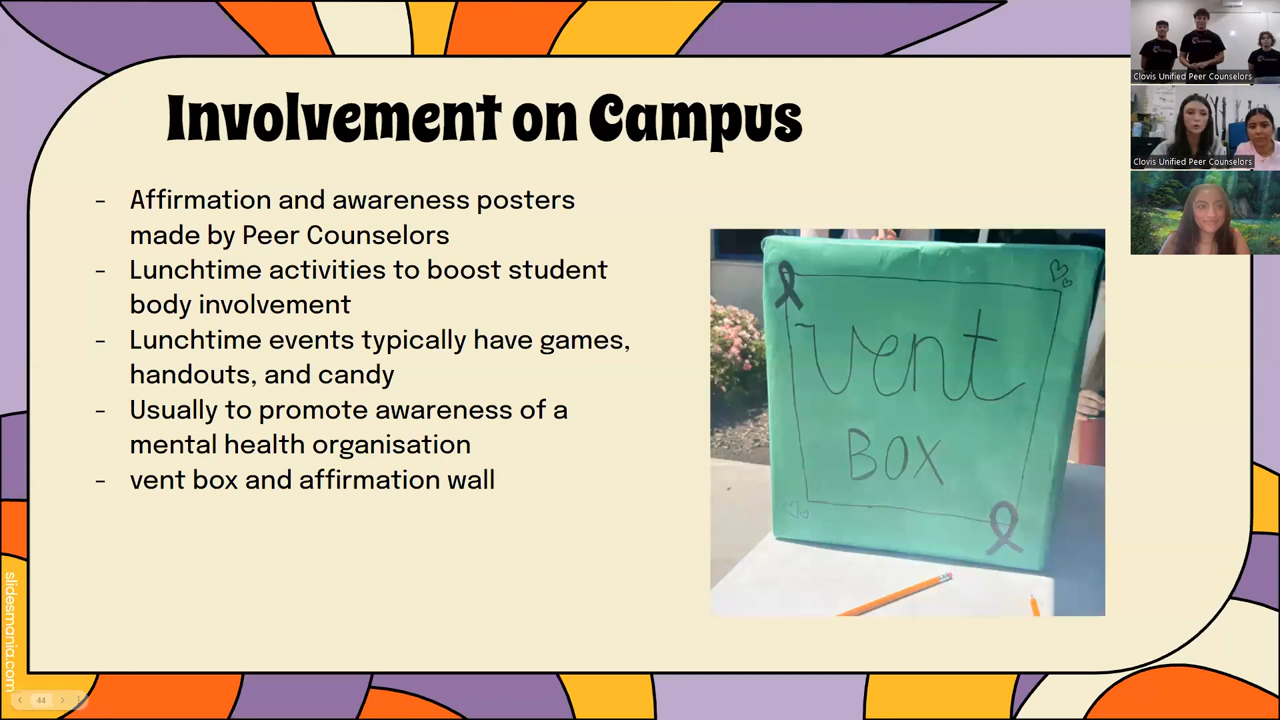 Involvement on Campus
- Affirmation and awareness posters
made by Peer Counselors
- Lunchtime activities to boost student
body involvement
- Lunchtime events typically have games,
handouts, and candy
- Usually to promote awareness of a
mental health organisation
- vent box and affirmation wall
vent
BOX
Clovis Unified Peer Counselors
Clovis Unified Peer Counselors
slidesmania.com
44